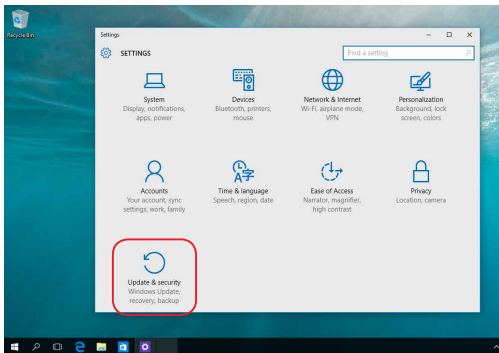 Recycle Bin
Settings
SETTINGS
Find a setting
System
Display, notifications,
apps, power
Devices
Bluetooth, printers,
mouse
Network & Internet
Wi-Fi, airplane mode,
VPN
Personalization
Background, lock
screen, colors
Accounts
Your account, sync
settings, work, family
Time & language
Speech, region, date
Ease of Access
Narrator, magnifier,
high contrast
Privacy
Location, camera
Update & security
Windows Update,
recovery, backup